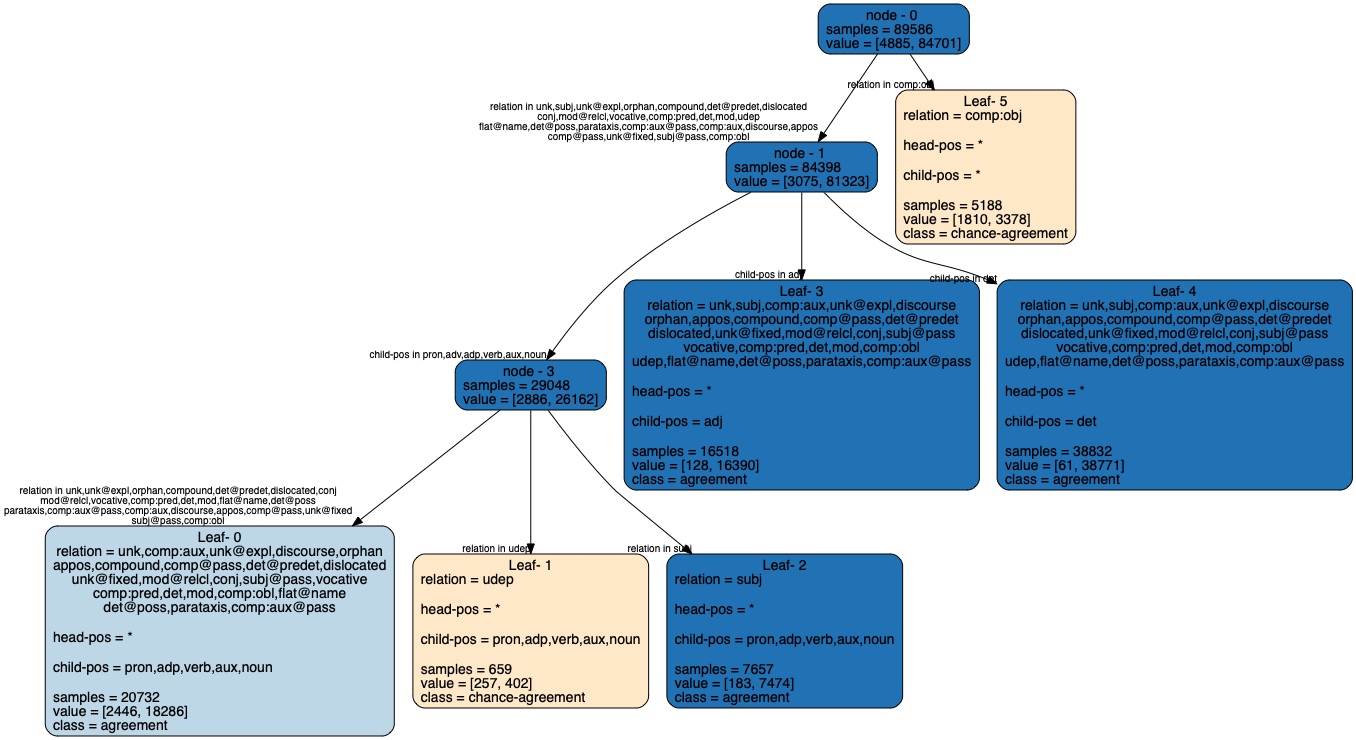 node - 0
samples = 89586
value = [4885, 84701]
relation in comp:obj
relation in unk,subj,unk@expl,orphan,compound,det@predet,dislocated
conj,mod@relcl,vocative,comp:pred,det,mod,udep
flat@name,det@poss,parataxis,comp:aux@pass,comp:aux,discourse,appos
comp@pass,unk@fixed,subj@pass,comp:obl
Leaf- 5
relation = comp:obj
head-pos = *
child-pos = *
samples = 5188
value = [1810, 3378]
class = chance-agreement
node - 1
samples = 84398
value = [3075, 81323]
child-pos in pron,adv,adp,verb,aux,noun
child-pos in adj
child-pos in det
node - 3
samples = 29048
value = [2886, 26162]
Leaf- 3
relation = unk,subj,comp:aux,unk@expl,discourse
orphan,appos,compound,comp@pass,det@predet
dislocated,unk@fixed,mod@relcl,conj,subj@pass
vocative,comp:pred,det,mod,comp:obl
udep,flat@name,det@poss,parataxis,comp:aux@pass
head-pos = *
child-pos = adj
samples = 16518
value = [128, 16390]
class = agreement
Leaf- 4
relation = unk,subj,comp:aux,unk@expl,discourse
orphan,appos,compound,comp@pass,det@predet
dislocated,unk@fixed,mod@relcl,conj,subj@pass
vocative,comp:pred,det,mod,comp:obl
udep,flat@name,det@poss,parataxis,comp:aux@pass
head-pos = *
child-pos = det
samples = 38832
value = [61, 38771]
class = agreement
relation in unk,unk@expl,orphan,compound,det@predet,dislocated,conj
mod@relcl,vocative,comp:pred,det,mod,flat@name,det@poss
parataxis,comp:aux@pass,comp:aux,discourse,appos,comp@pass,unk@fixed
subj@pass,comp:obl
relation in udep
relation in subj
Leaf- 0
relation = unk,comp:aux,unk@expl,discourse,orphan
appos,compound,comp@pass,det@predet,dislocated
unk@fixed,mod@relcl,conj,subj@pass,vocative
comp:pred,det,mod,comp:obl,flat@name
det@poss,parataxis,comp:aux@pass
head-pos = *
child-pos = pron,adp,verb,aux,noun
samples = 20732
value = [2446, 18286]
class = agreement
Leaf- 1
relation = udep
head-pos = *
child-pos = pron,adp,verb,aux,noun
samples = 659
value = [257, 402]
class = chance-agreement
Leaf- 2
relation = subj
head-pos = *
child-pos = pron,adp,verb,aux,noun
samples = 7657
value = [183, 7474]
class = agreement